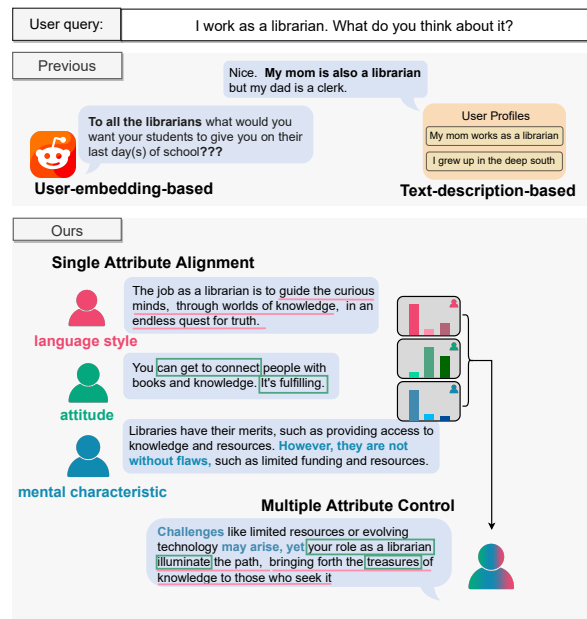 User query:
I work as a librarian. What do you think about it?
Previous
Nice. My mom is also a librarian
but my dad is a clerk.
To all the librarians what would you
want your students to give you on their
last day(s) of school???
User-embedding-based
User Profiles
My mom works as a librarian
I grew up in the deep south
Text-description-based
Ours
Single Attribute Alignment
The job as a librarian is to guide the curious
minds, through worlds of knowledge, in an
endless quest for truth.
language style
You can get to connect people with
books and knowledge. It's fulfilling.
attitude
Libraries have their merits, such as providing access to
knowledge and resources. However, they are not
without flaws, such as limited funding and resources.
mental characteristic
Multiple Attribute Control
Challenges like limited resources or evolving
technology may arise, yet your role as a librarian
illuminate the path, bringing forth the treasures of
knowledge to those who seek it